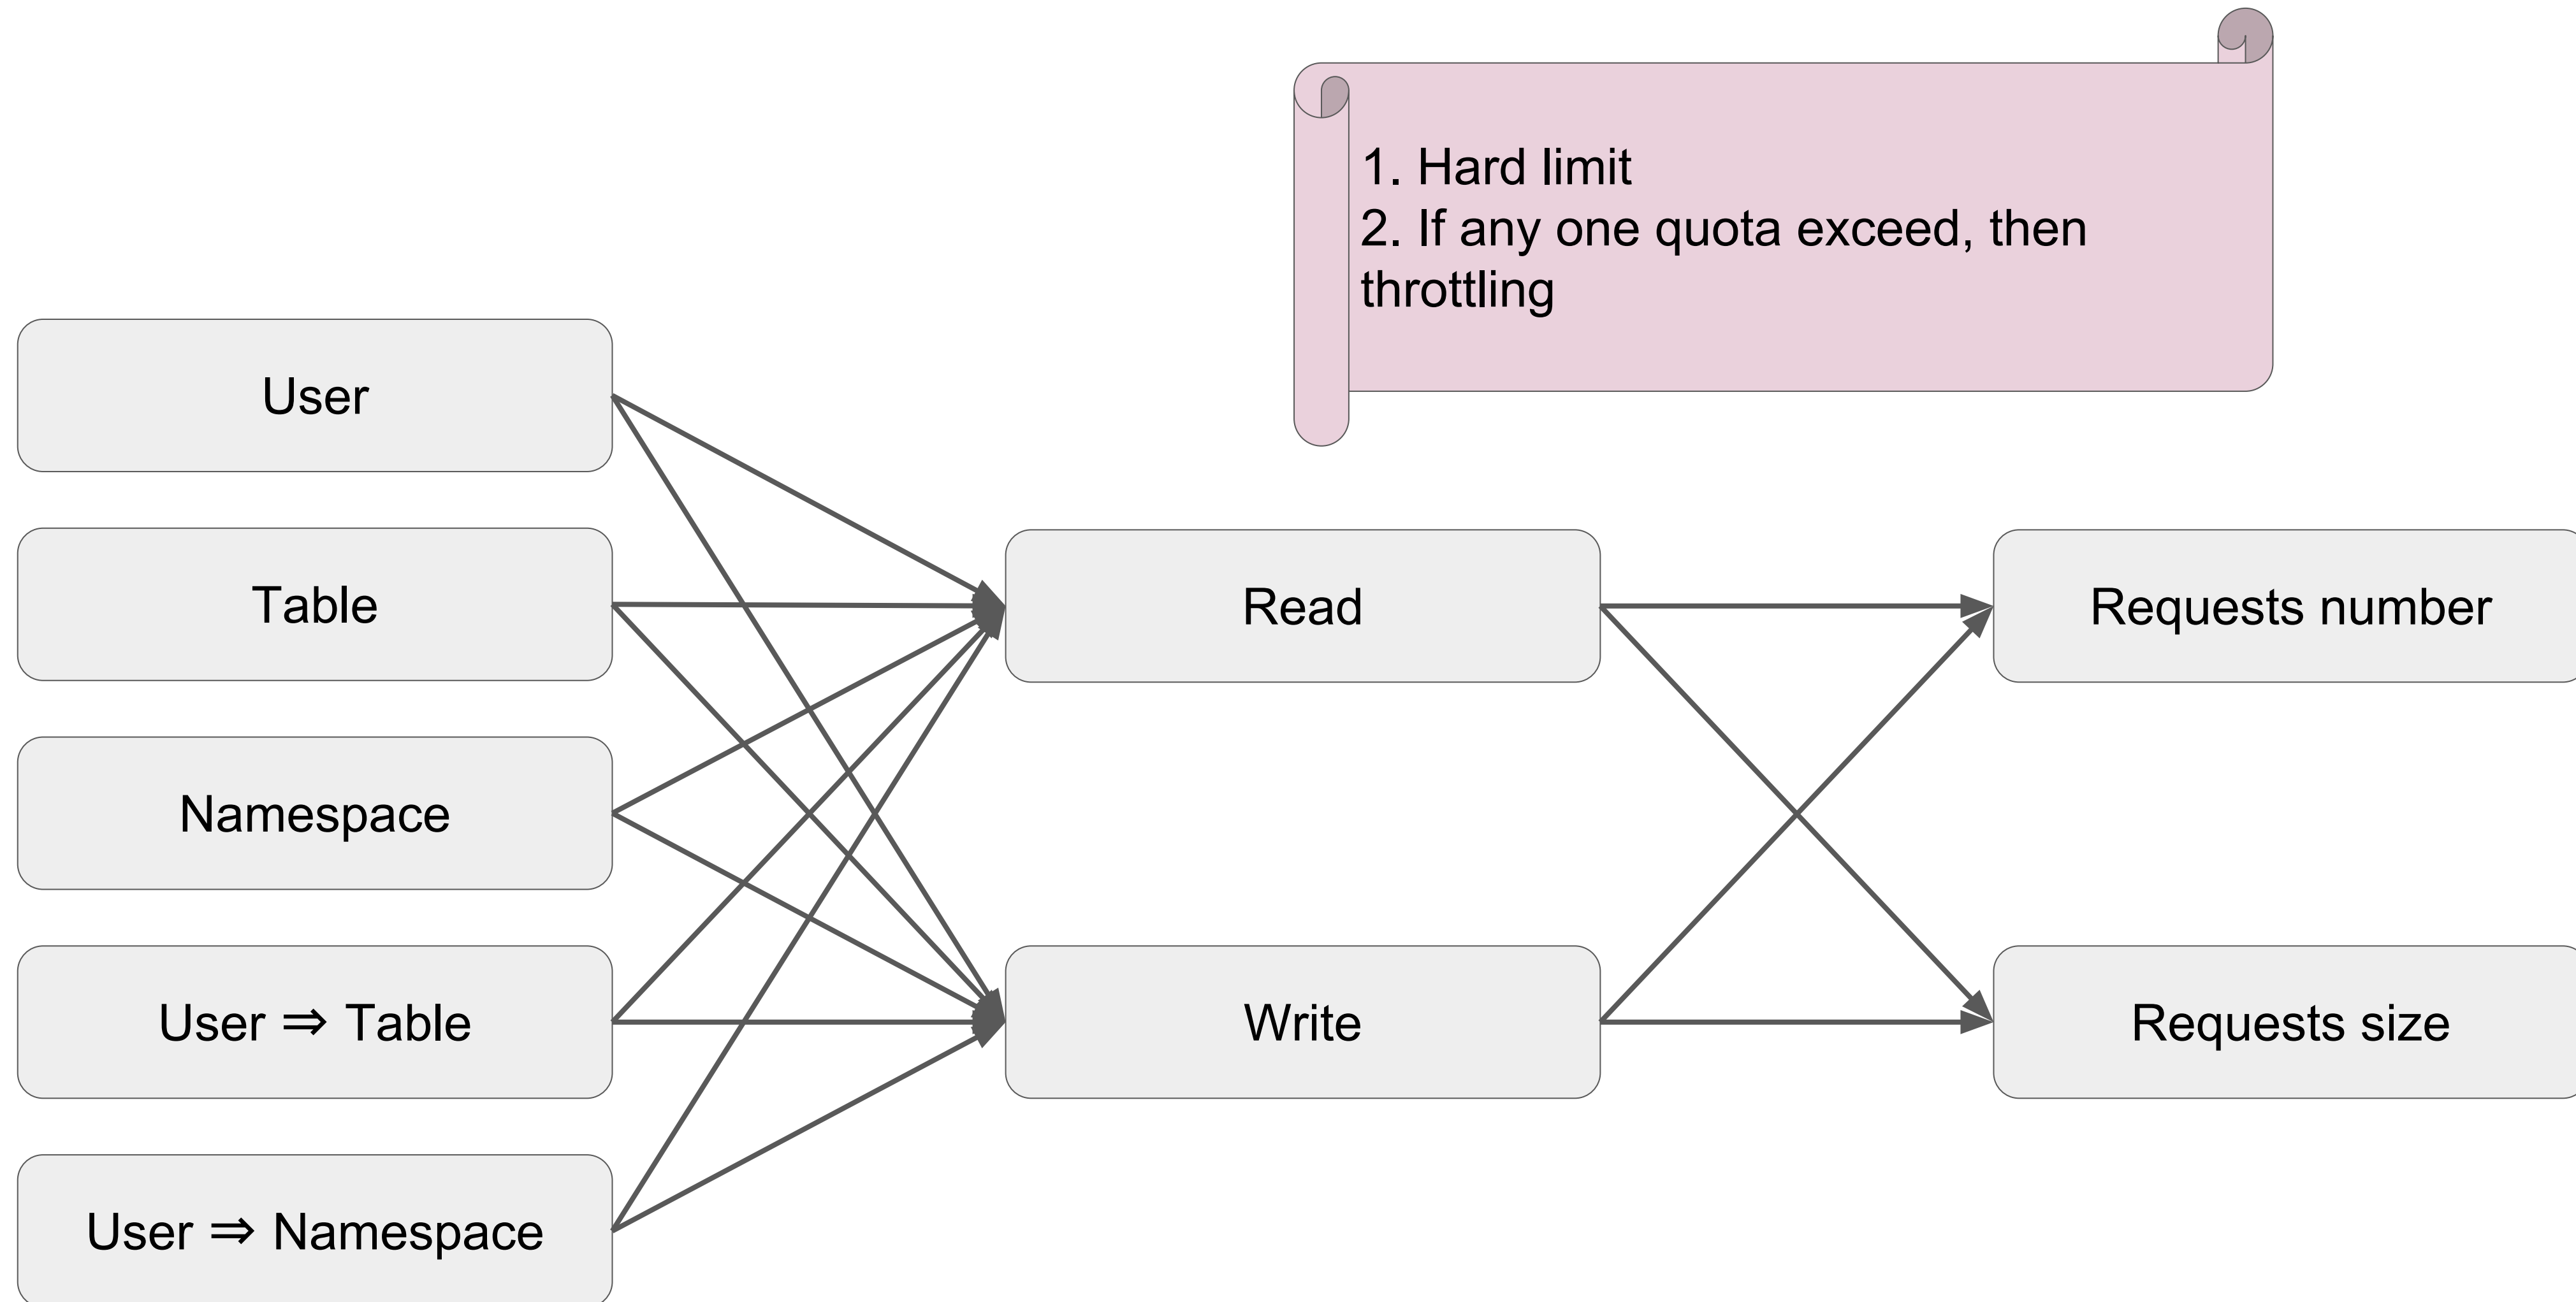 1. Hard limit
2. If any one quota exceed, then
throttling
User
Table
Namespace
User ⇒ Table
User ⇒ Namespace
Read
Write
Requests number
Requests size